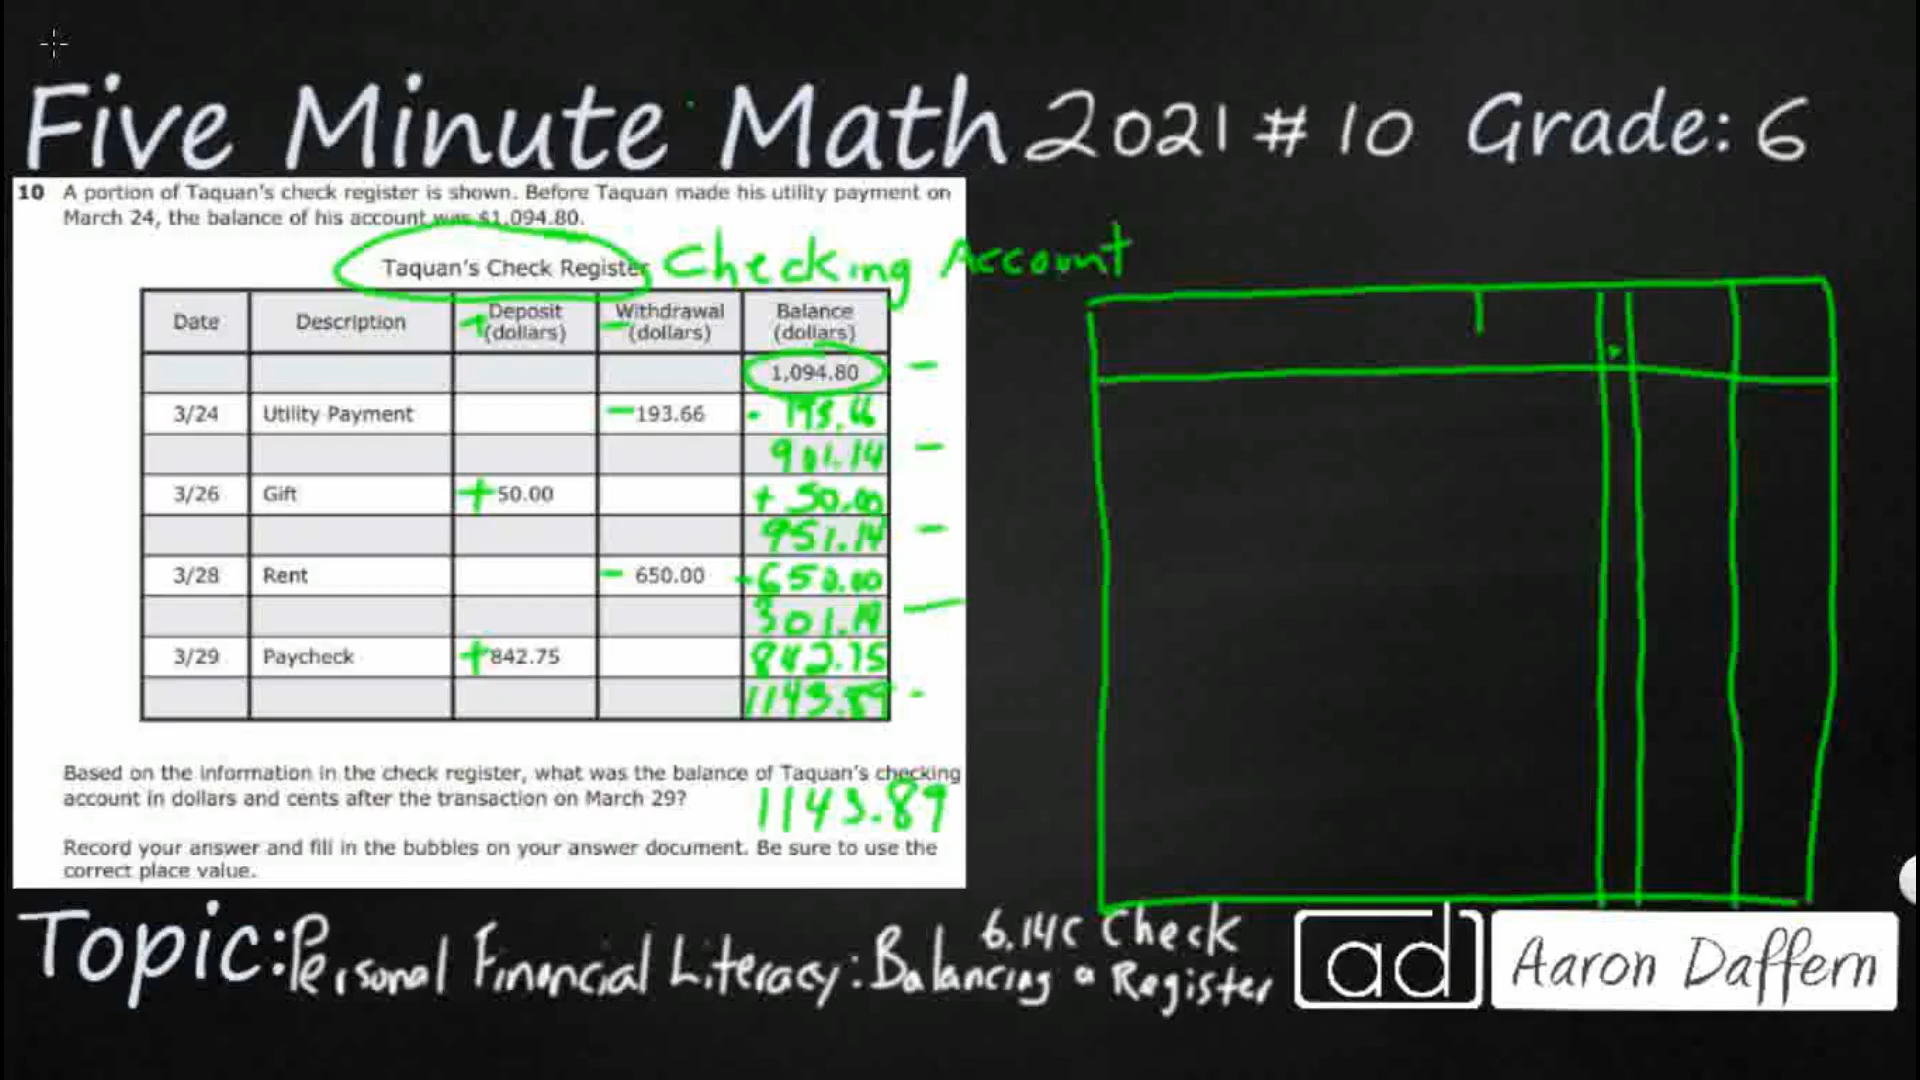 Five Minute Math 2021 # 10 Grade: 6
10 A portion of Taquan's check register is shown. Before Taquan made his utility payment on
March 24, the balance of his account was $1,094.80.
Taquan's Check Register Checking Account
Date Description Deposit (dollars) Withdrawal (dollars) Balance (dollars)
1,094.80 -
3/24 Utility Payment -193.66 -
901.14 -
3/26 Gift +50.00 + 50.00
951.14 -
3/28 Rent - 650.00 -650.00
301.14 -
3/29 Paycheck +842.75 842.75
1143.89 -
Based on the information in the check register, what was the balance of Taquan's checking
account in dollars and cents after the transaction on March 29? 1143.89
Record your answer and fill in the bubbles on your answer document. Be sure to use the
correct place value.
Topic: Personal Financial Literacy: Balancing a Check Register
6.14C
ad Aaron Daffern